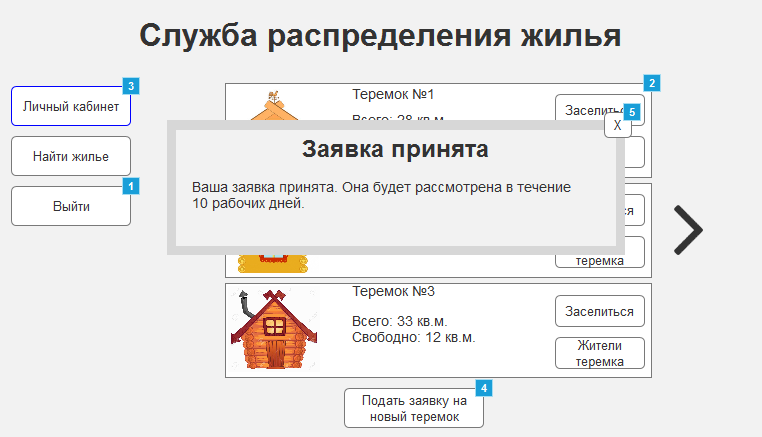 Служба распределения жилья
3
Личный кабинет
Найти жилье
1
Выйти
2
Теремок №1
Всего: 28 кв.м.
Заселиться
5
X
Заявка принята
Ваша заявка принята. Она будет рассмотрена в течение
10 рабочих дней.
ся
теремка
Теремок №3
Всего: 33 кв.м.
Свободно: 12 кв.м.
Заселиться
Жители
теремка
4
Подать заявку на
новый теремок